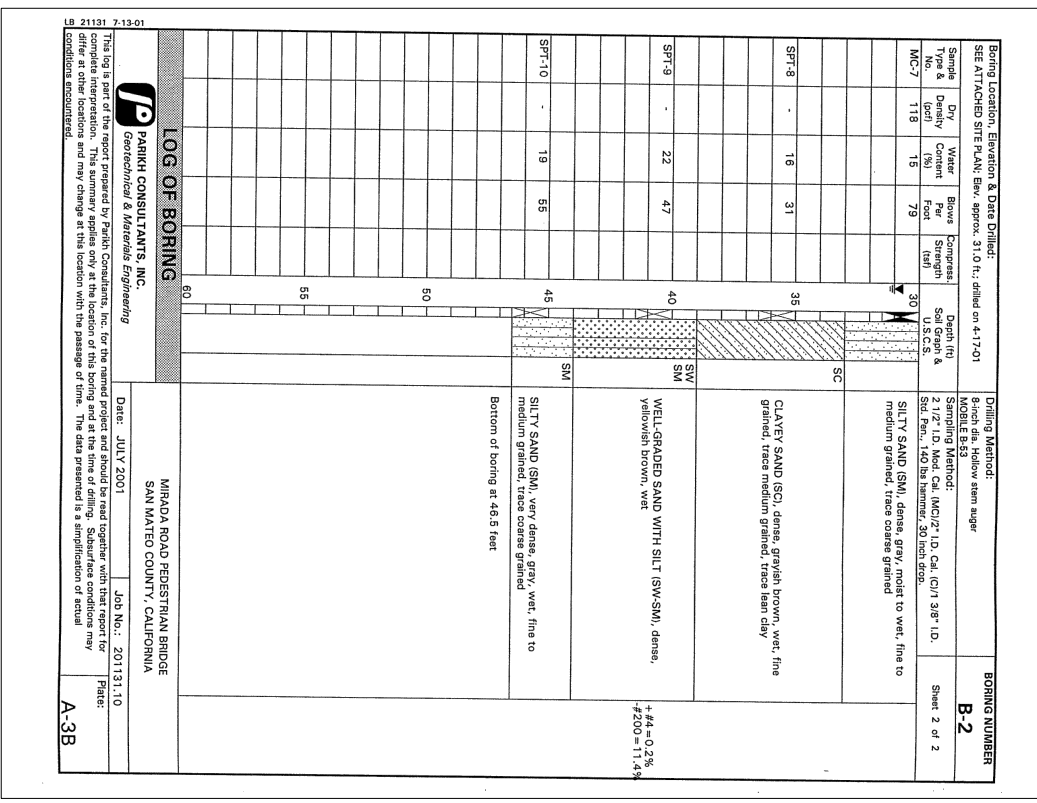 LB 21131 7-13-01
Boring Location, Elevation & Date Drilled:
SEE ATTACHED SITE PLAN; Elev. approx. 31.0 ft.; drilled on 4-17-01
Drilling Method:
8-inch dia. Hollow stem auger
MOBILE B-53
BORING NUMBER
B-2
Sample Type & No.
Dry Density (pcf)
Water Content (%)
Blows Per Foot
Compress. Strength (tsf)
Depth (ft) Soil Graph & U.S.C.S.
Sampling Method:
2 1/2" I.D. Mod. Cal. (MC)/2" I.D. Cal. (C)/1 3/8" I.D.
Std. Pen., 140 lbs hammer, 30 inch drop.
Sheet 2 of 2
MC-7 118 15 79
30
SILTY SAND (SM), dense, gray, moist to wet, fine to
medium grained, trace coarse grained
SC
CLAYEY SAND (SC), dense, grayish brown, wet, fine
grained, trace medium grained, trace lean clay
SPT-8 - 16 31
35
SW
SM
WELL-GRADED SAND WITH SILT (SW-SM), dense,
yellowish brown, wet
+#4=0.2%
-#200=11.4%
SPT-9 - 22 47
40
SM
SILTY SAND (SM), very dense, gray, wet, fine to
medium grained, trace coarse grained
SPT-10 - 19 55
45
Bottom of boring at 46.5 feet
50
55
60
LOG OF BORING
PARIKH CONSULTANTS, INC.
Geotechnical & Materials Engineering
MIRADA ROAD PEDESTRIAN BRIDGE
SAN MATEO COUNTY, CALIFORNIA
Date: JULY 2001
Job No.: 201131.10
Plate:
A-3B
This log is part of the report prepared by Parikh Consultants, Inc. for the named project and should be read together with that report for
complete interpretation. This summary applies only at the location of this boring and at the time of drilling. Subsurface conditions may
differ at other locations and may change at this location with the passage of time. The data presented is a simplification of actual
conditions encountered.